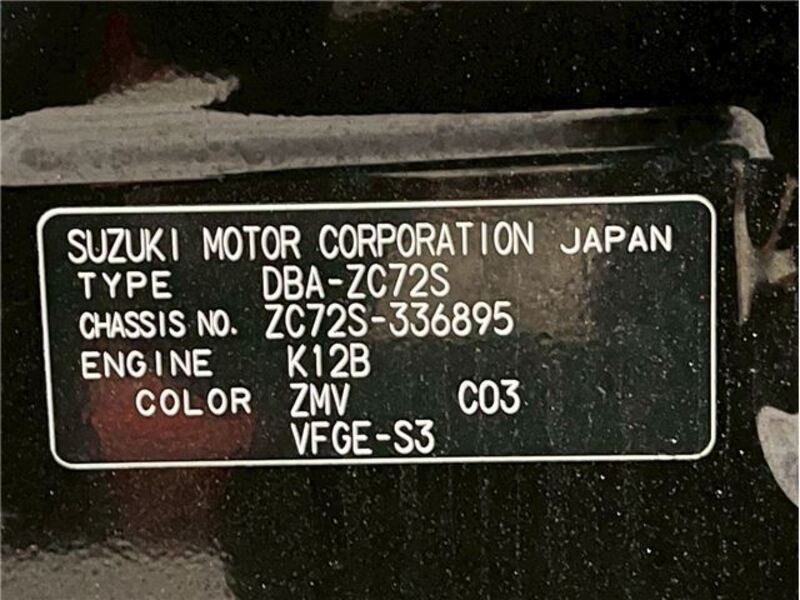 SUZUKI MOTOR CORPORATION JAPAN
TYPE DBA-ZC72S
CHASSIS NO. ZC72S-336895
ENGINE K12B
COLOR ZMV C03
VFGE-S3